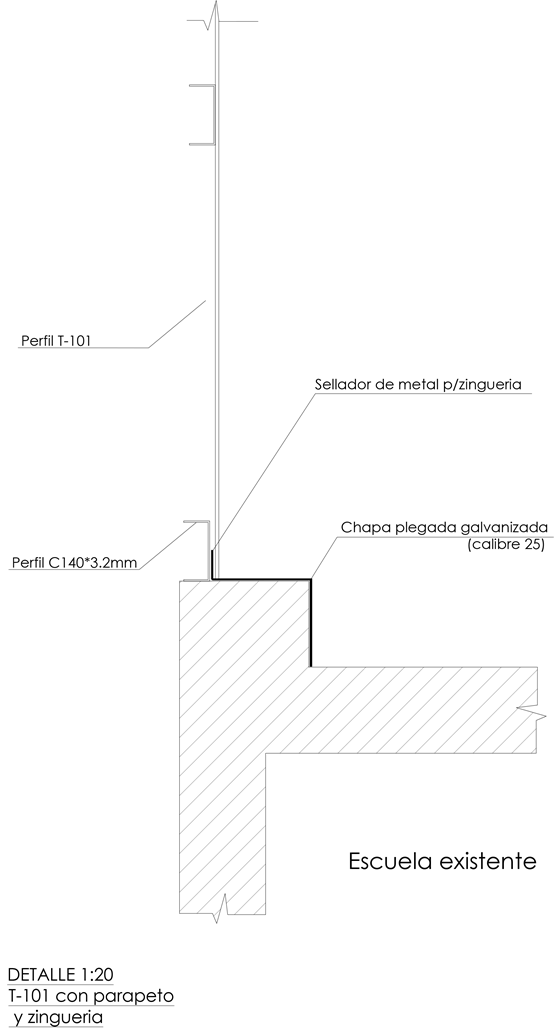 Perfil T-101
Sellador de metal p/zingueria
Chapa plegada galvanizada
(calibre 25)
Perfil C140*3.2mm
Escuela existente
DETALLE 1:20
T-101 con parapeto
y zingueria